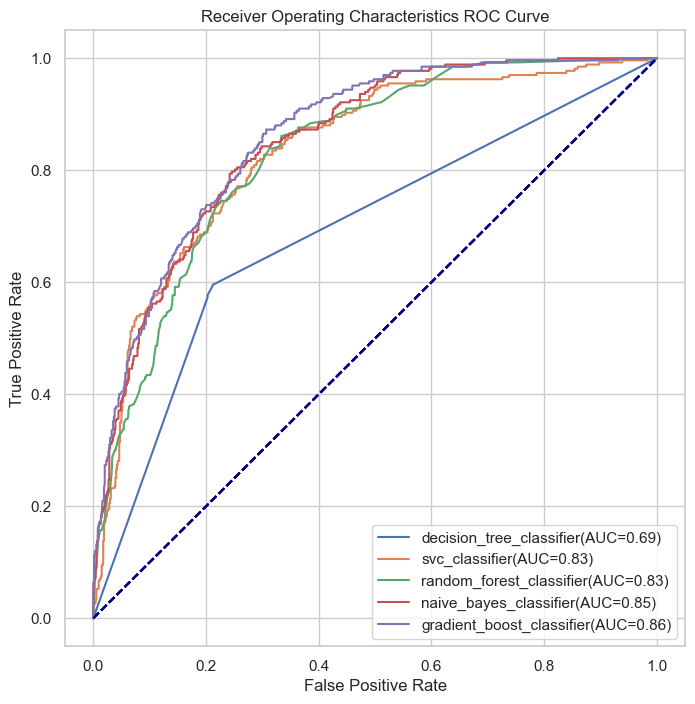 Receiver Operating Characteristics ROC Curve
True Positive Rate
1.0
0.8
0.6
0.4
0.2
0.0
decision_tree_classifier(AUC=0.69)
svc_classifier(AUC=0.83)
random_forest_classifier(AUC=0.83)
naive_bayes_classifier(AUC=0.85)
gradient_boost_classifier(AUC=0.86)
0.0 0.2 0.4 0.6 0.8 1.0
False Positive Rate